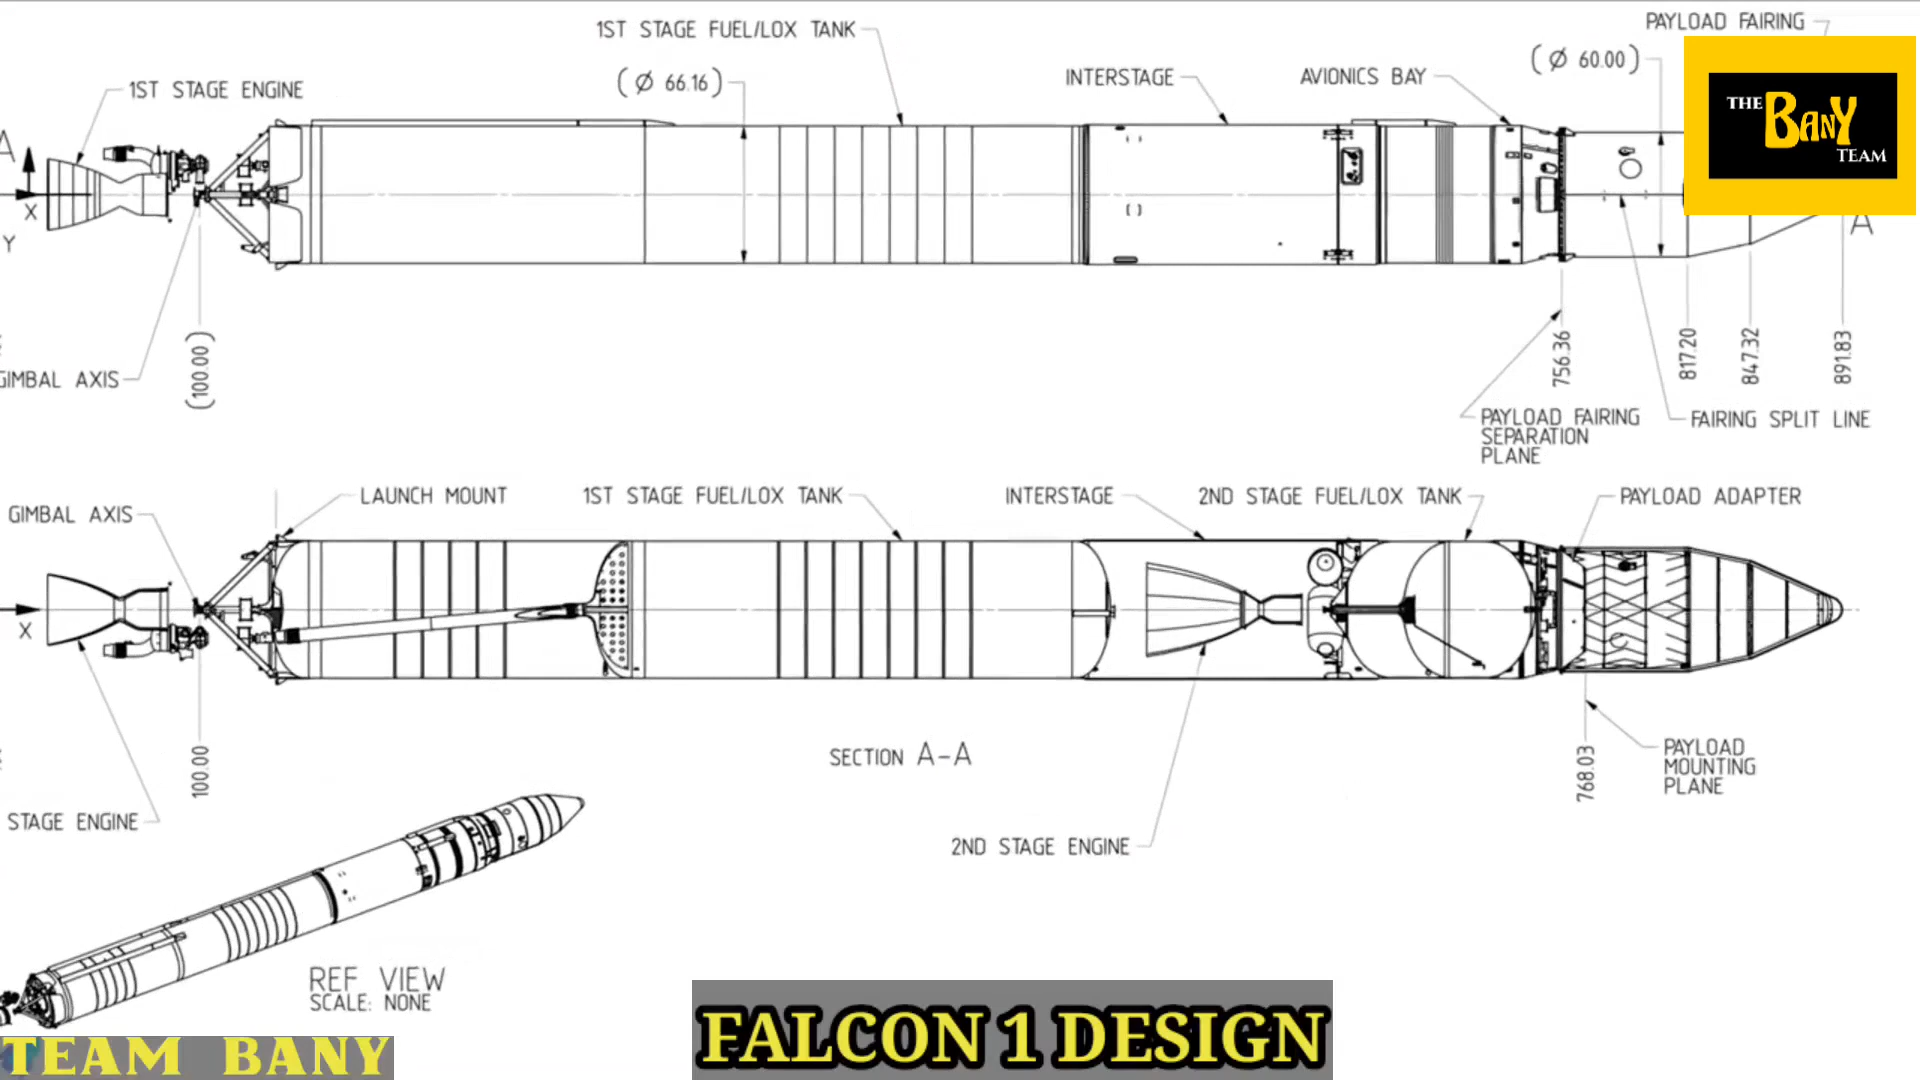 1ST STAGE FUEL/LOX TANK
PAYLOAD FAIRING
(Ø 60.00)
INTERSTAGE
AVIONICS BAY
(Ø 66.16)
1ST STAGE ENGINE
THE
BANY
TEAM
A
X
Y
A
GIMBAL AXIS
(100.00)
756.36
817.20
847.32
891.83
PAYLOAD FAIRING
SEPARATION
PLANE
FAIRING SPLIT LINE
GIMBAL AXIS
LAUNCH MOUNT
1ST STAGE FUEL/LOX TANK
INTERSTAGE
2ND STAGE FUEL/LOX TANK
PAYLOAD ADAPTER
X
100.00
SECTION A-A
768.03
PAYLOAD
MOUNTING
PLANE
STAGE ENGINE
2ND STAGE ENGINE
REF VIEW
SCALE: NONE
TEAM BANY
FALCON 1 DESIGN